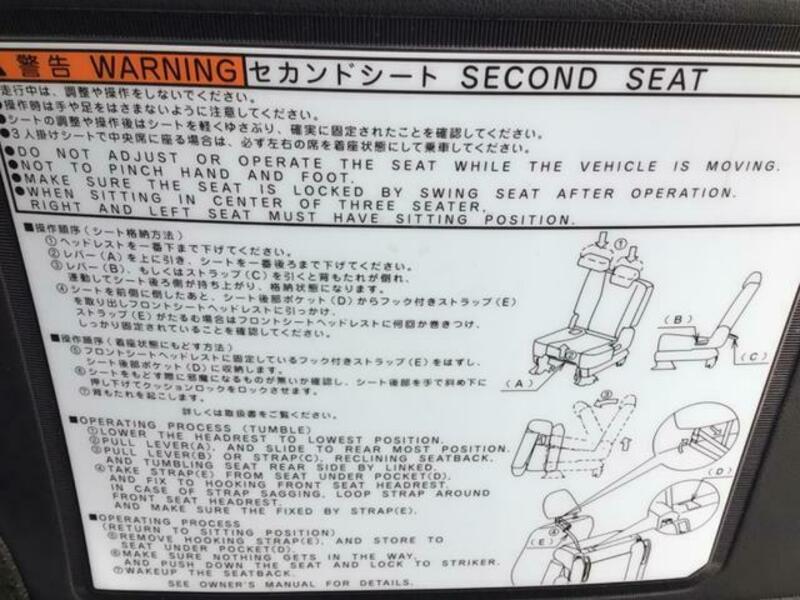 警告 WARNING セカンドシート SECOND SEAT
走行中は、調整や操作をしないでください。
●操作時は手や足をはさまないように注意してください。
●シートの調整や操作後はシートを軽くゆさぶり、確実に固定されたことを確認してください。
●3人掛けシートで中央席に座る場合は、必ず左右の席を着座状態にして乗車してください。
●DO NOT ADJUST OR OPERATE THE SEAT WHILE THE VEHICLE IS MOVING.
●NOT TO PINCH HAND AND FOOT.
●MAKE SURE THE SEAT IS LOCKED BY SWING SEAT AFTER OPERATION.
●WHEN SITTING IN CENTER OF THREE SEATER,
RIGHT AND LEFT SEAT MUST HAVE SITTING POSITION.
■操作順序(シート格納方法)
①ヘッドレストを一番下まで下げてください。
②レバー(A)を上に引き、シートを一番後ろまで下げてください。
③レバー(B)、もしくはストラップ(C)を引くと背もたれが倒れ、
連動してシート後ろ側が持ち上がり、格納状態になります。
④シートを前側に倒したあと、シート後部ポケット(D)からフック付きストラップ(E)
を取り出しフロントシートヘッドレストに引っかけ、
ストラップ(E)がたるむ場合はフロントシートヘッドレストに何回か巻きつけ、
しっかり固定されていることを確認してください。
■操作順序(着座状態にもどす方法)
⑤フロントシートヘッドレストに固定しているフック付きストラップ(E)をはずし、
シート後部ポケット(D)に収納します。
⑥シートをもどす際に邪魔になるものが無いか確認し、シート後部を手で斜め下に
押し下げてクッションロックをロックさせます。
⑦背もたれを起こします。
詳しくは取扱書をご覧ください。
■OPERATING PROCESS (TUMBLE)
①LOWER THE HEADREST TO LOWEST POSITION.
②PULL LEVER(A), AND SLIDE TO REAR MOST POSITION.
③PULL LEVER(B) OR STRAP(C), RECLINING SEATBACK,
AND TUMBLING SEAT REAR SIDE BY LINKED.
④TAKE STRAP(E) FROM SEAT UNDER POCKET(D),
AND FIX TO HOOKING FRONT SEAT HEADREST.
IN CASE OF STRAP SAGGING, LOOP STRAP AROUND
FRONT SEAT HEADREST.
AND MAKE SURE THE FIXED BY STRAP(E).
■OPERATING PROCESS
(RETURN TO SITTING POSITION)
⑤REMOVE HOOKING STRAP(E), AND STORE TO
SEAT UNDER POCKET(D).
⑥MAKE SURE NOTHING GETS IN THE WAY,
AND PUSH DOWN THE SEAT AND LOCK TO STRIKER.
⑦WAKEUP THE SEATBACK.
SEE OWNER'S MANUAL FOR DETAILS.
①
(A)
(B)
(C)
③
(D)
④
(E)